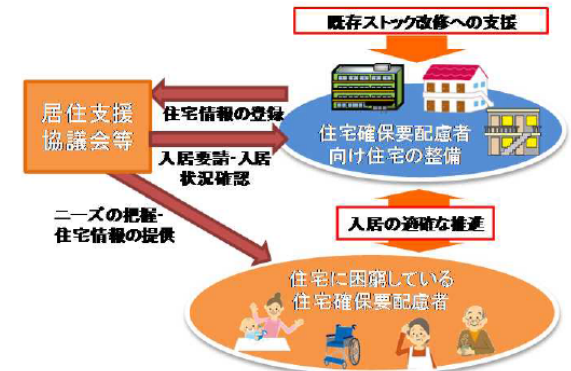 既存ストック改修への支援
居住支援
協議会等
住宅情報の登録
入居要請-入居
状況確認
住宅確保要配慮者
向け住宅の整備
ニーズの把握-
住宅情報の提供
入居の適確な推進
住宅に困窮している
住宅確保要配慮者